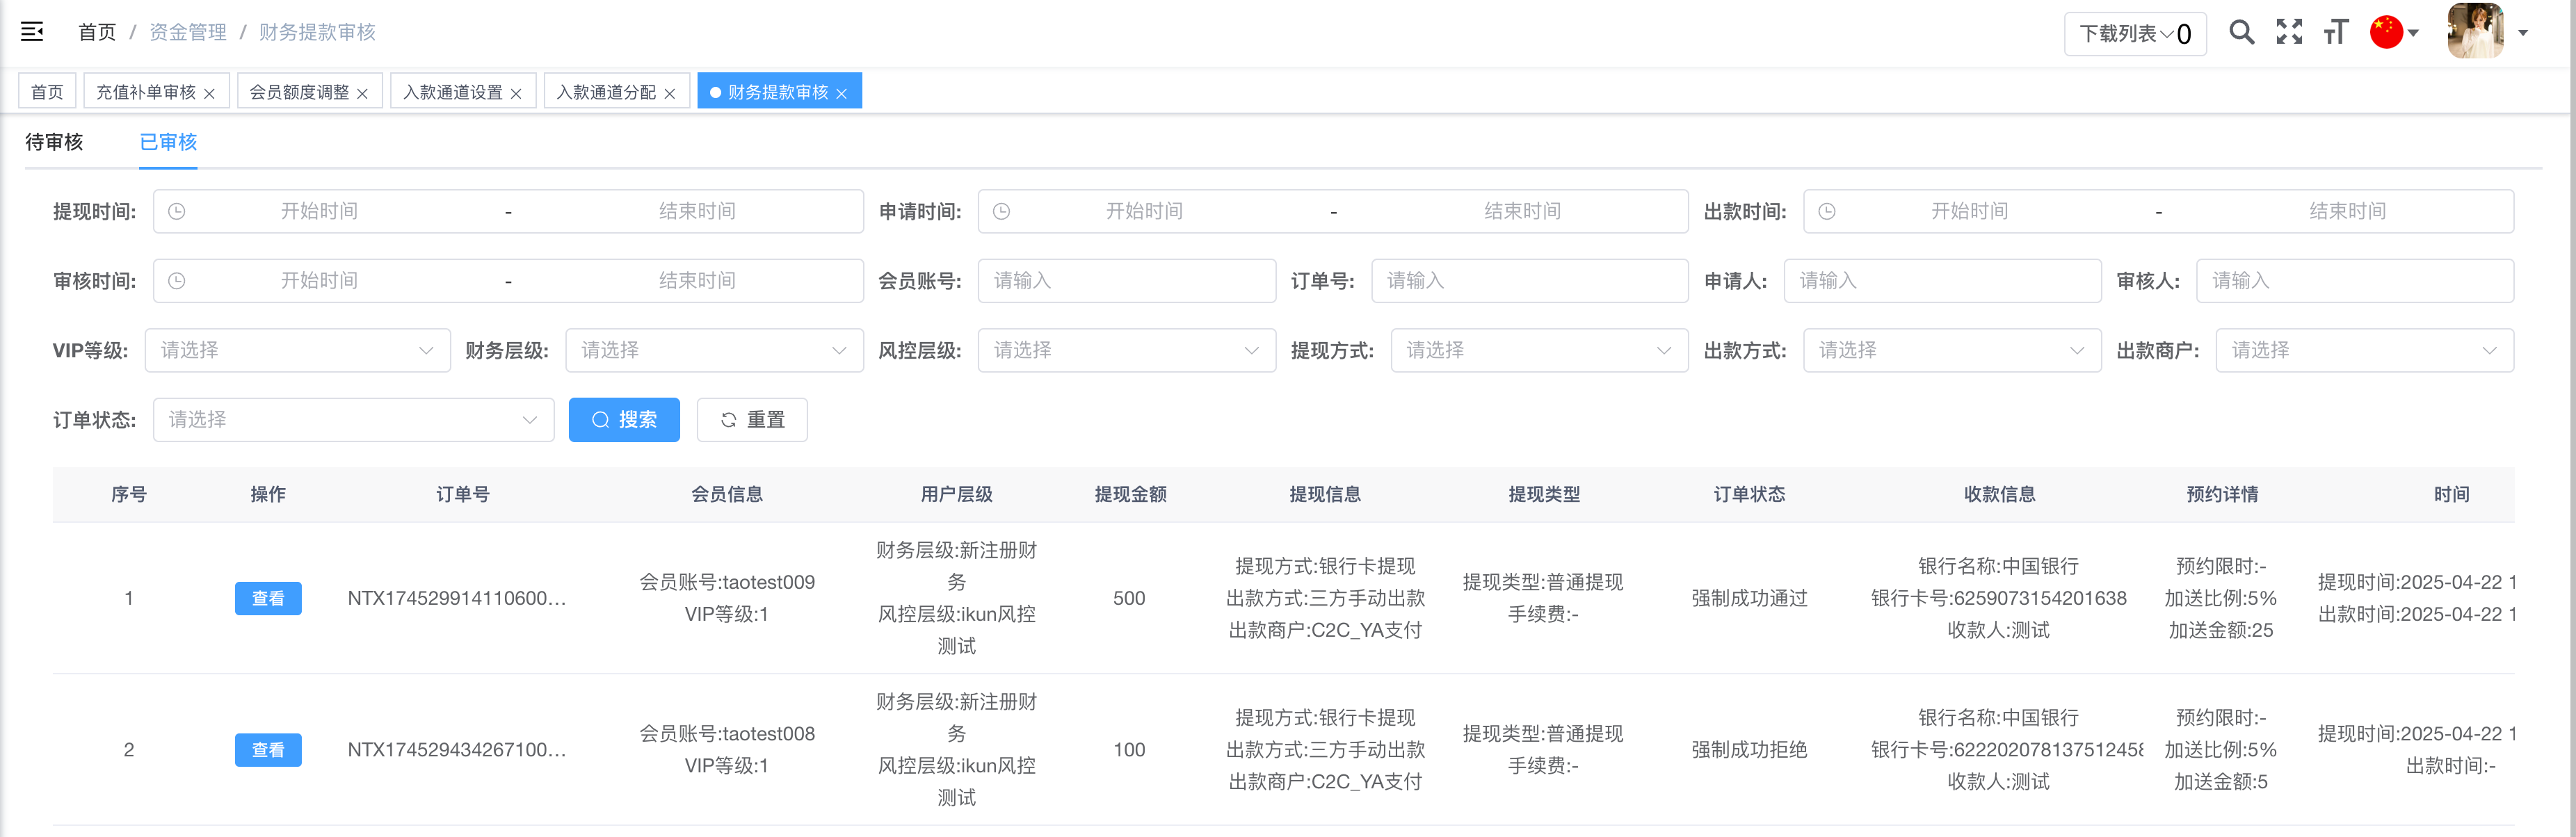 首页 / 资金管理 / 财务提款审核
下载列表 0
首页 充值补单审核 会员额度调整 入款通道设置 入款通道分配 财务提款审核
待审核 已审核
提现时间: 开始时间 - 结束时间 申请时间: 开始时间 - 结束时间 出款时间: 开始时间 - 结束时间
审核时间: 开始时间 - 结束时间 会员账号: 请输入 订单号: 请输入 申请人: 请输入 审核人: 请输入
VIP等级: 请选择 财务层级: 请选择 风控层级: 请选择 提现方式: 请选择 出款方式: 请选择 出款商户: 请选择
订单状态: 请选择 搜索 重置
序号 操作 订单号 会员信息 用户层级 提现金额 提现信息 提现类型 订单状态 收款信息 预约详情 时间
1
查看
NTX174529914110600...
会员账号:taotest009
VIP等级:1
财务层级:新注册财
务
风控层级:ikun风控
测试
500
提现方式:银行卡提现
出款方式:三方手动出款
出款商户:C2C_YA支付
提现类型:普通提现
手续费:-
强制成功通过
银行名称:中国银行
银行卡号:6259073154201638
收款人:测试
预约限时:-
加送比例:5%
加送金额:25
提现时间:2025-04-22 1
出款时间:2025-04-22 1
2
查看
NTX174529434267100...
会员账号:taotest008
VIP等级:1
财务层级:新注册财
务
风控层级:ikun风控
测试
100
提现方式:银行卡提现
出款方式:三方手动出款
出款商户:C2C_YA支付
提现类型:普通提现
手续费:-
强制成功拒绝
银行名称:中国银行
银行卡号:622202078137512458
收款人:测试
预约限时:-
加送比例:5%
加送金额:5
提现时间:2025-04-22 1
出款时间:-